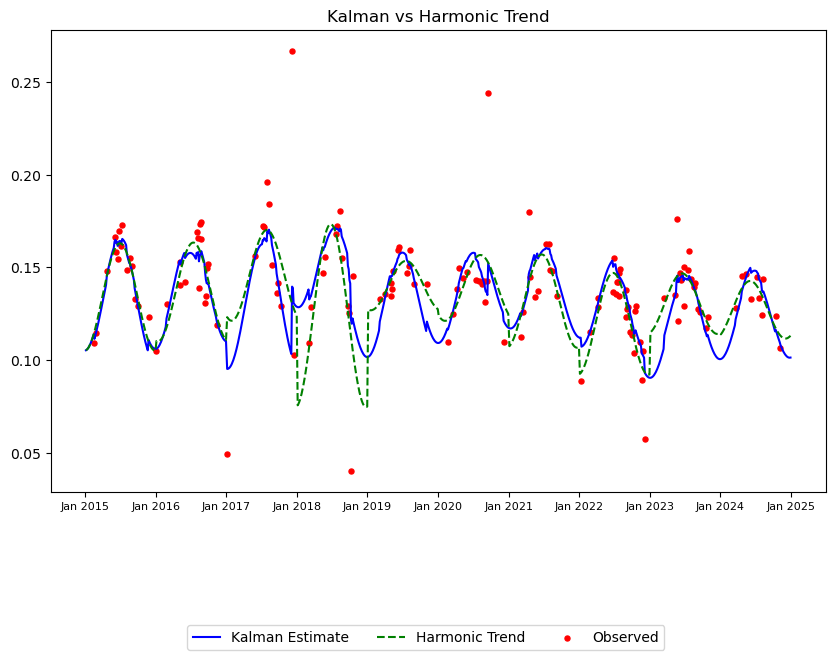 Kalman vs Harmonic Trend
0.25
0.20
0.15
0.10
0.05
Jan 2015 Jan 2016 Jan 2017 Jan 2018 Jan 2019 Jan 2020 Jan 2021 Jan 2022 Jan 2023 Jan 2024 Jan 2025
Kalman Estimate Harmonic Trend Observed